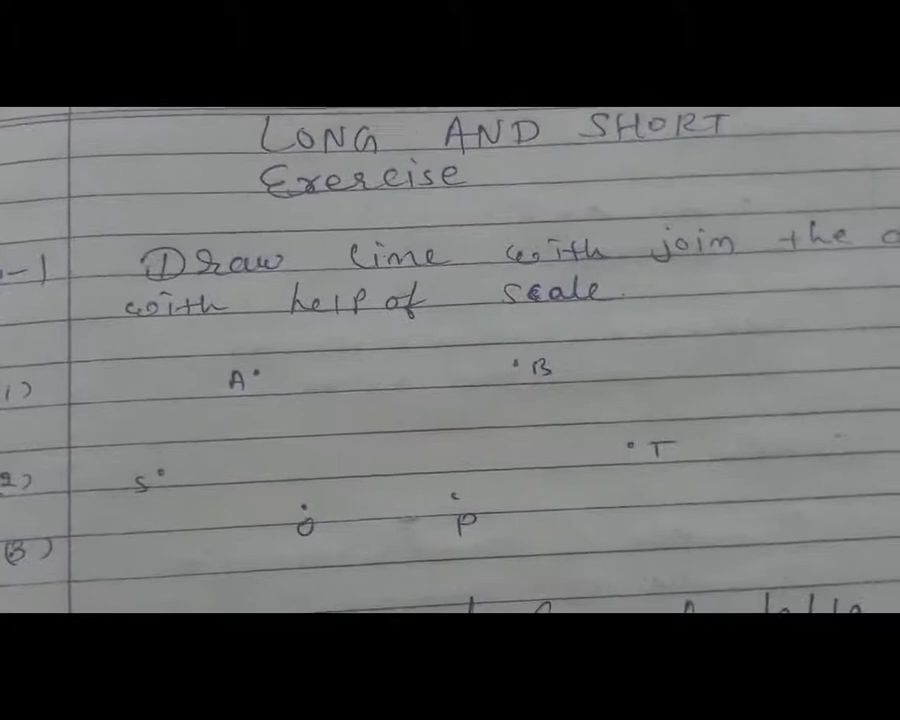 LONG AND SHORT
Exercise
-1 Draw line with join the
with help of scale.
1) A • • B
2) S • • T
(3) O P